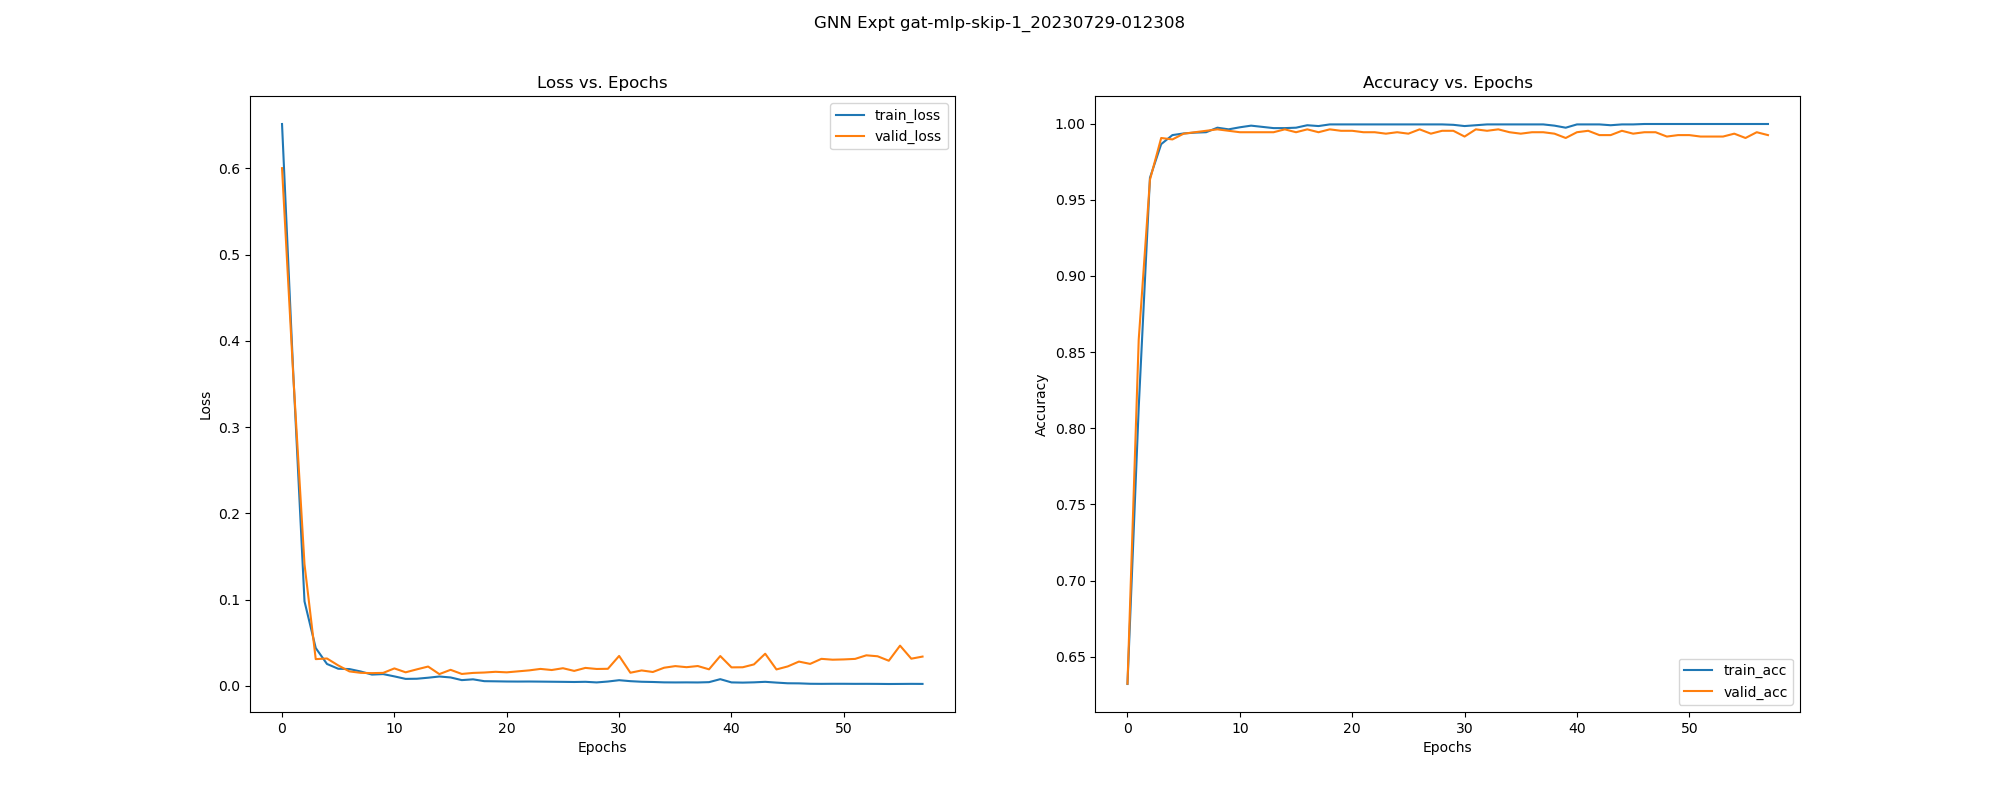 GNN Expt gat-mlp-skip-1_20230729-012308
Loss vs. Epochs
train_loss
valid_loss
0.6
0.5
0.4
0.3
0.2
0.1
0.0
Loss
0 10 20 30 40 50
Epochs
Accuracy vs. Epochs
1.00
0.95
0.90
0.85
0.80
0.75
0.70
0.65
Accuracy
train_acc
valid_acc
0 10 20 30 40 50
Epochs